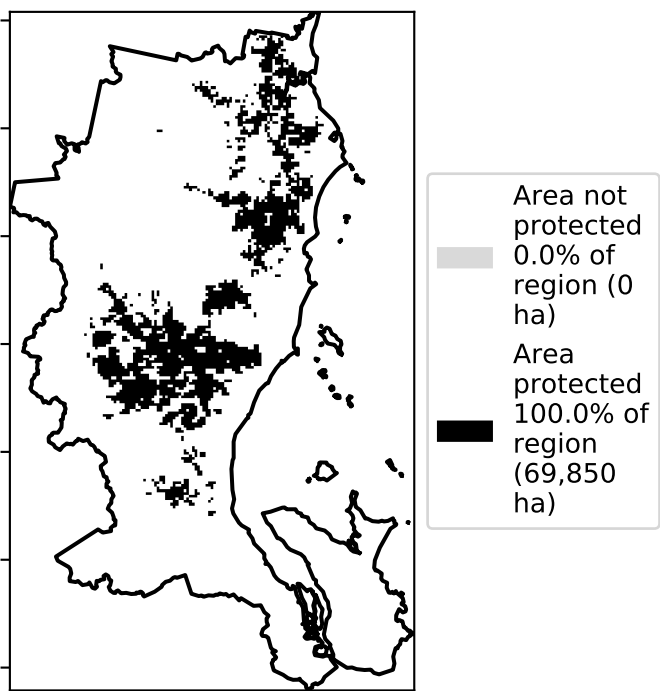 Area not
protected
0.0% of
region (0
ha)
Area
protected
100.0% of
region
(69,850
ha)